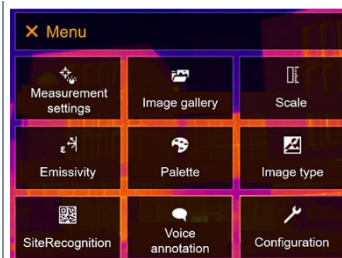 Menu
Measurement
settings
Image gallery
Scale
Emissivity
Palette
Image type
SiteRecognition
Voice
annotation
Configuration